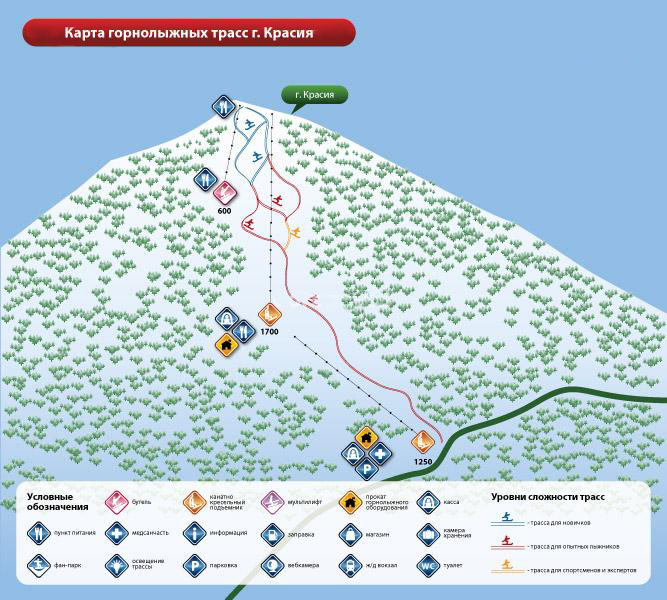 Карта горнолыжных трасс г. Красия
г. Красия
600
1700
1250
P
Условные
обозначения
бугель
канатно
кресельный
подъемник
мультилифт
прокат
горнолыжного
оборудования
касса
пункт питания
медсанчасть
информация
заправка
магазин
камера
хранения
фан-парк
освещение
трассы
P
парковка
вебкамера
ж/д вокзал
WC
туалет
Уровни сложности трасс
- трасса для новичков
- трасса для опытных лыжников
- трасса для спортсменов и экспертов